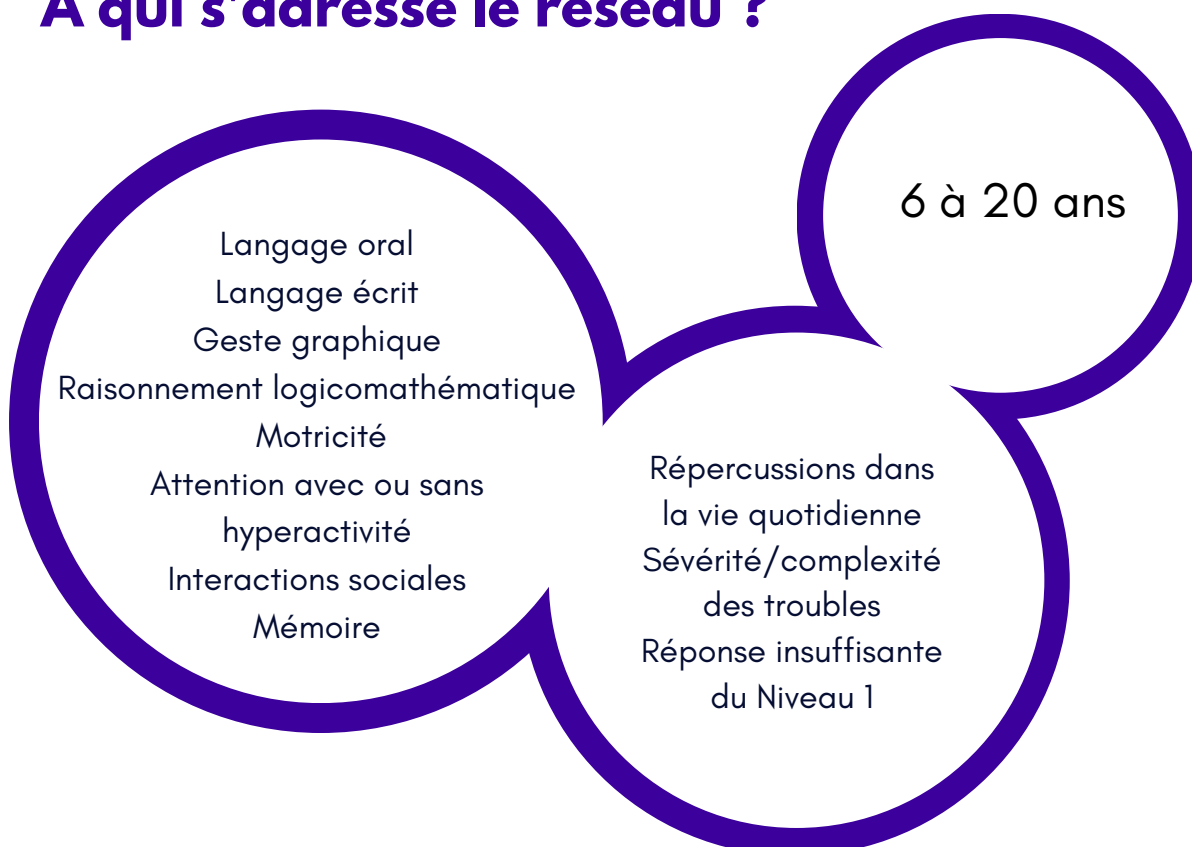 À qui s'adresse le réseau ?
6 à 20 ans
Langage oral
Langage écrit
Geste graphique
Raisonnement logicomathématique
Motricité
Attention avec ou sans
hyperactivité
Interactions sociales
Mémoire
Répercussions dans
la vie quotidienne
Sévérité/complexité
des troubles
Réponse insuffisante
du Niveau 1